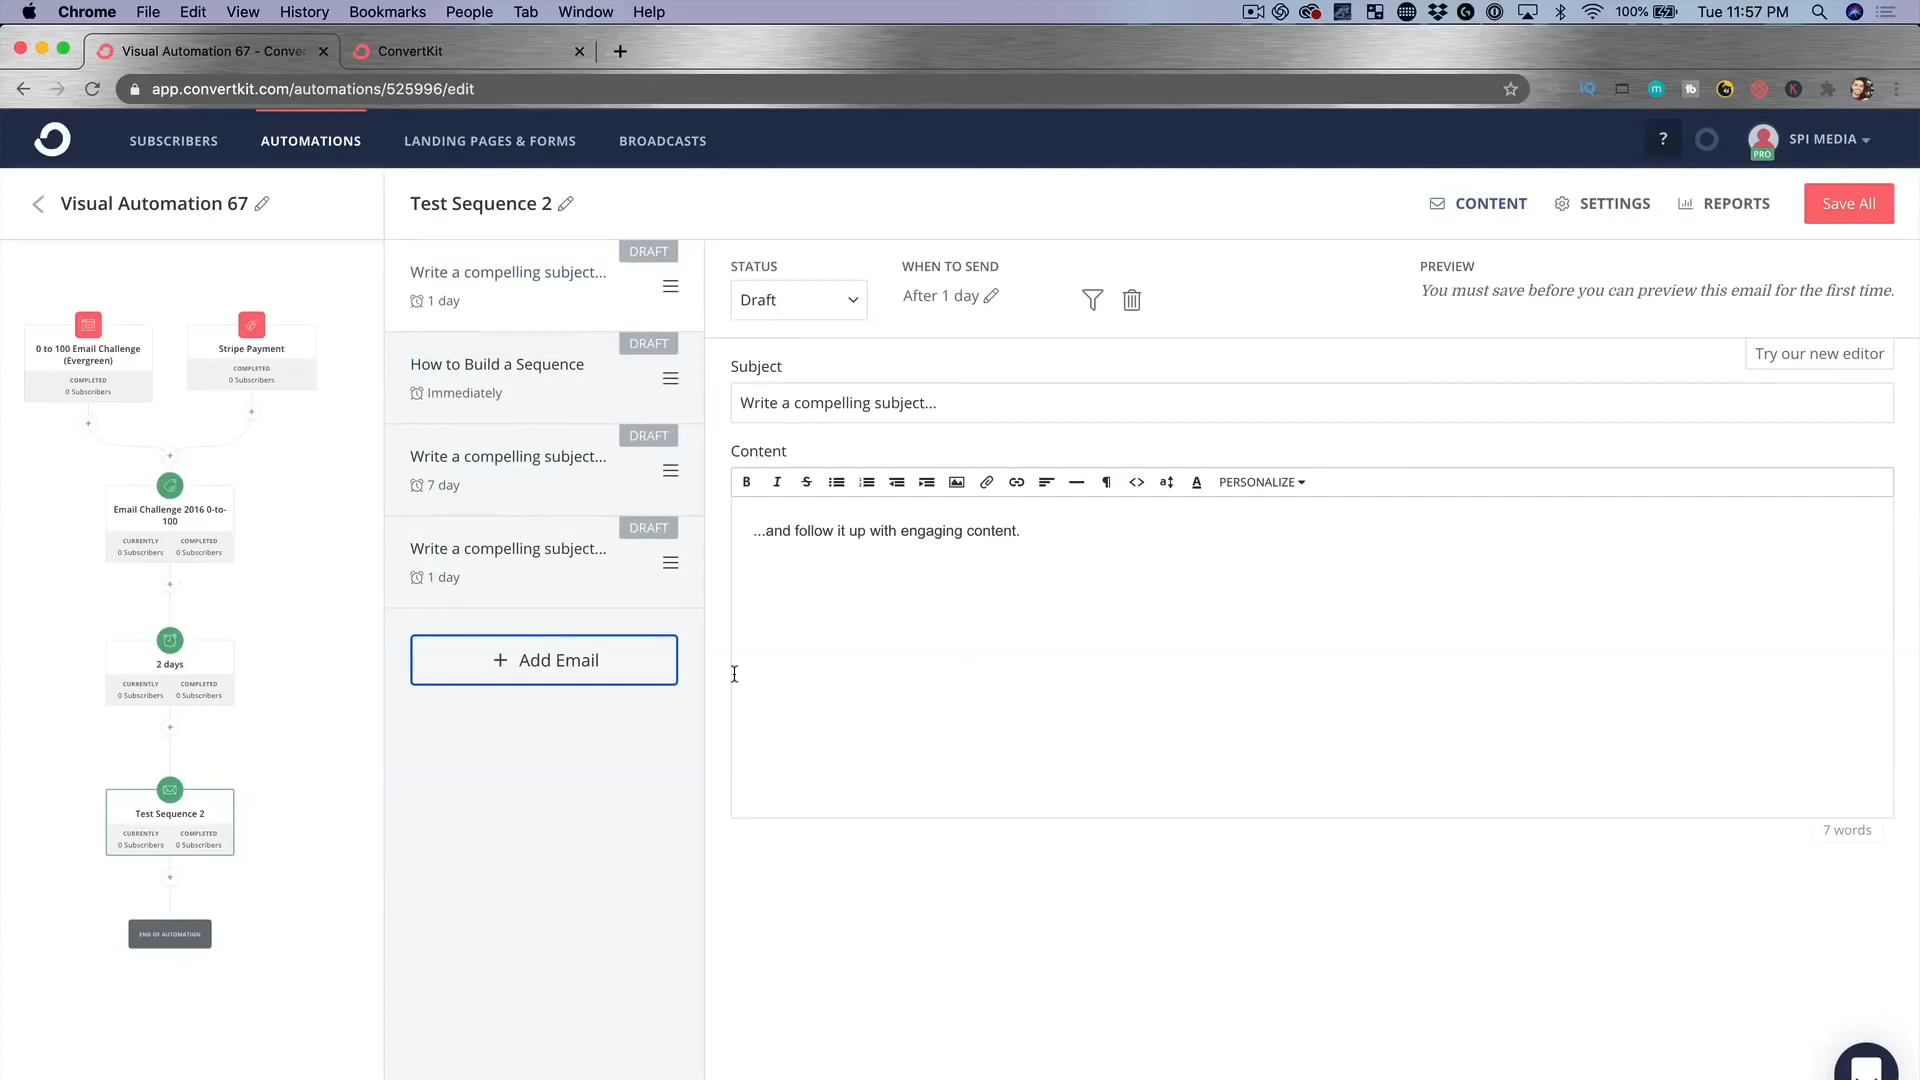 Chrome File Edit View History Bookmarks People Tab Window Help
100% Tue 11:57 PM
Visual Automation 67 - Conver
ConvertKit
app.convertkit.com/automations/525996/edit
IQ
m
tb
K
SUBSCRIBERS AUTOMATIONS LANDING PAGES & FORMS BROADCASTS
? PRO SPI MEDIA
Visual Automation 67
Test Sequence 2
CONTENT SETTINGS REPORTS Save All
0 to 100 Email Challenge
(Evergreen)
COMPLETED
0 Subscribers
Stripe Payment
COMPLETED
0 Subscribers
Email Challenge 2016 0-to-
100
CURRENTLY COMPLETED
0 Subscribers 0 Subscribers
2 days
CURRENTLY COMPLETED
0 Subscribers 0 Subscribers
Test Sequence 2
CURRENTLY COMPLETED
0 Subscribers 0 Subscribers
END OF AUTOMATION
DRAFT
Write a compelling subject...
1 day
DRAFT
How to Build a Sequence
Immediately
DRAFT
Write a compelling subject...
7 day
DRAFT
Write a compelling subject...
1 day
+ Add Email
STATUS
Draft
WHEN TO SEND
After 1 day
PREVIEW
You must save before you can preview this email for the first time.
Try our new editor
Subject
Write a compelling subject...
Content
B I S PERSONALIZE
...and follow it up with engaging content.
7 words